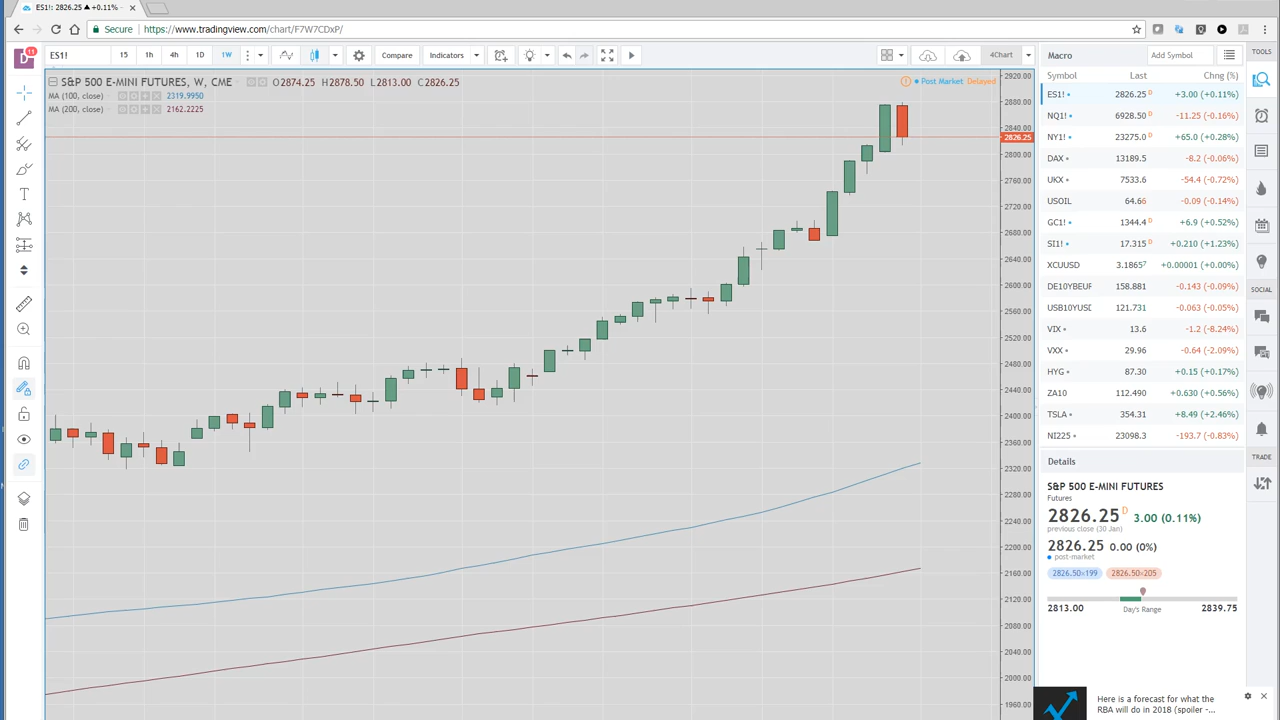 ES1!: 2826.25 ▲ +0.11% ×
Secure https://www.tradingview.com/chart/F7W7CDxP/
ES1! 15 1h 4h 1D 1W Compare Indicators 4Chart
Macro Add Symbol
TOOLS
11
S&P 500 E-MINI FUTURES, W, CME O2874.25 H2878.50 L2813.00 C2826.25
Post Market Delayed
MA (100, close) 2319.9950
MA (200, close) 2162.2225
2920.00
2880.00
2840.00
2826.25
2800.00
2760.00
2720.00
2680.00
2640.00
2600.00
2560.00
2520.00
2480.00
2440.00
2400.00
2360.00
2320.00
2280.00
2240.00
2200.00
2160.00
2120.00
2080.00
2040.00
2000.00
1960.00
Symbol Last Chng (%)
ES1! 2826.25 D +3.00 (+0.11%)
NQ1! 6928.50 D -11.25 (-0.16%)
NY1! 23275.0 D +65.0 (+0.28%)
DAX 13189.5 -8.2 (-0.06%)
UKX 7533.6 -54.4 (-0.72%)
USOIL 64.66 -0.09 (-0.14%)
GC1! 1344.4 D +6.9 (+0.52%)
SI1! 17.315 D +0.210 (+1.23%)
XCUUSD 3.1865⁷ +0.00001 (+0.00%)
DE10YBEUF 158.881 -0.143 (-0.09%)
USB10YUSD 121.731 -0.063 (-0.05%)
VIX 13.6 -1.2 (-8.24%)
VXX 29.96 -0.64 (-2.09%)
HYG 87.30 +0.15 (+0.17%)
ZA10 112.490 +0.630 (+0.56%)
TSLA 354.31 +8.49 (+2.46%)
NI225 23098.3 -193.7 (-0.83%)
SOCIAL
TRADE
Details
S&P 500 E-MINI FUTURES
Futures
2826.25 D 3.00 (0.11%)
previous close (30 Jan)
2826.25 0.00 (0%)
post-market
2826.50×199 2826.50×205
2813.00 Day's Range 2839.75
Here is a forecast for what the
RBA will do in 2018 (spoiler -...